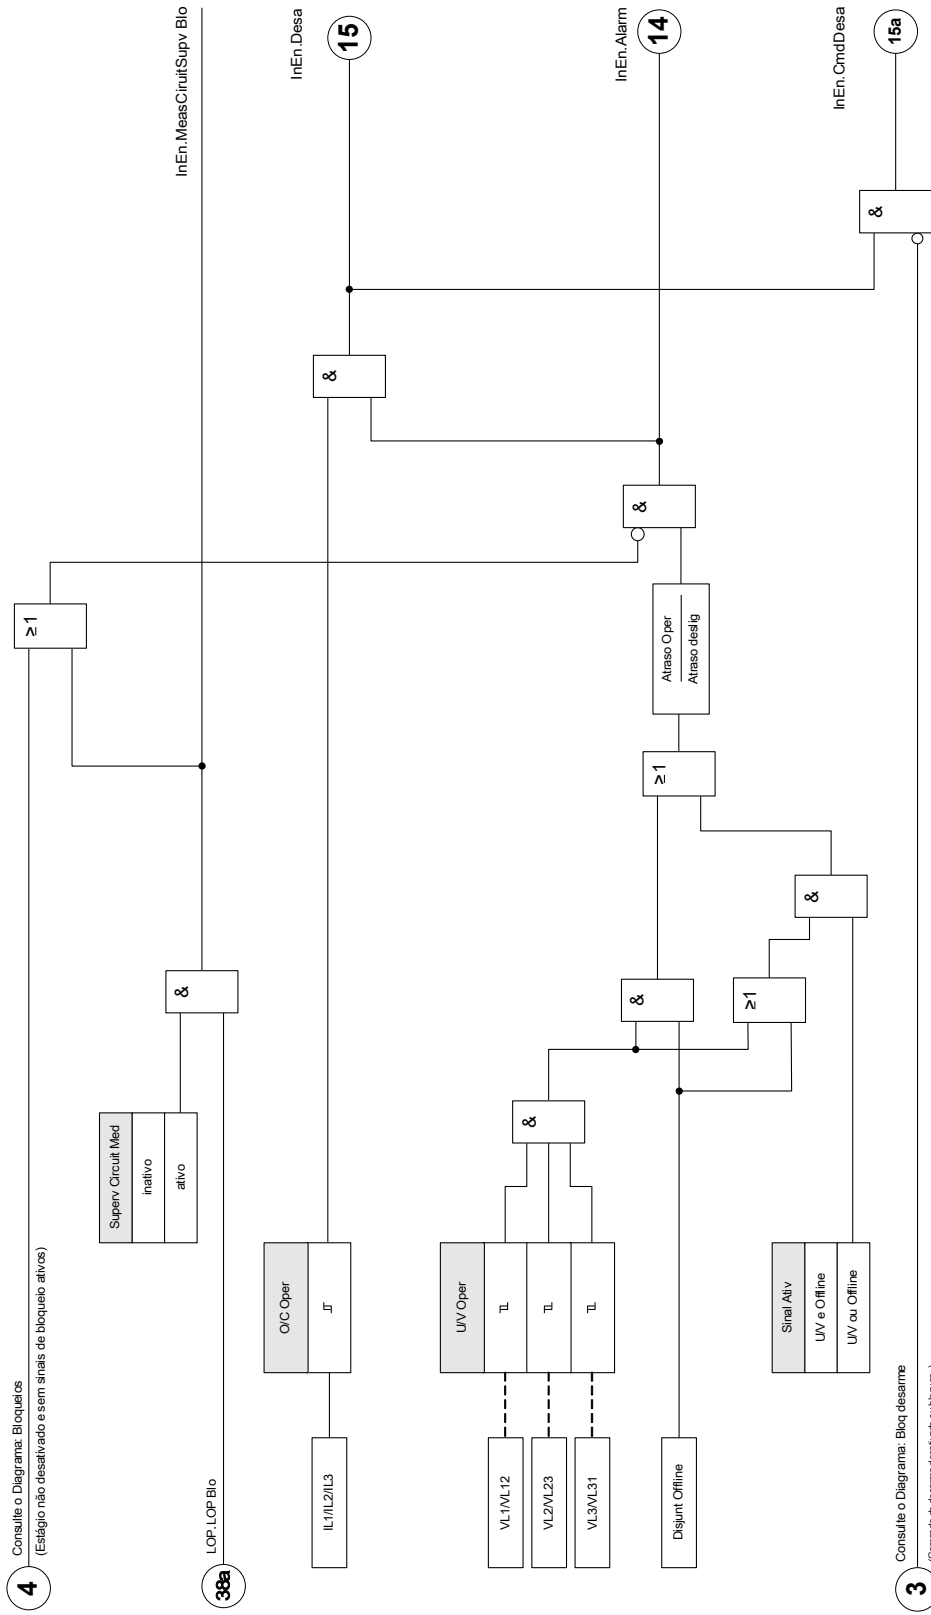 4
Consulte o Diagrama: Bloqueios
(Estágio não desativado e sem sinais de bloqueio ativos)
≥1
38a
LOP.LOP Blo
Superv Circuit Med
inativo
ativo
&
InEn.MeasCiruitSupv Blo
IL1/IL2/IL3
O/C Oper
&
InEn.Desa
15
VL1/VL12
VL2/VL23
VL3/VL31
U/V Oper
&
Disjunt Offline
&
≥1
Sinal Ativ
U/V e Offline
U/V ou Offline
&
≥1
Atraso Oper
Atraso deslig
&
InEn.Alarm
14
3
Consulte o Diagrama: Bloq desarme
&
InEn.CmdDesa
15a